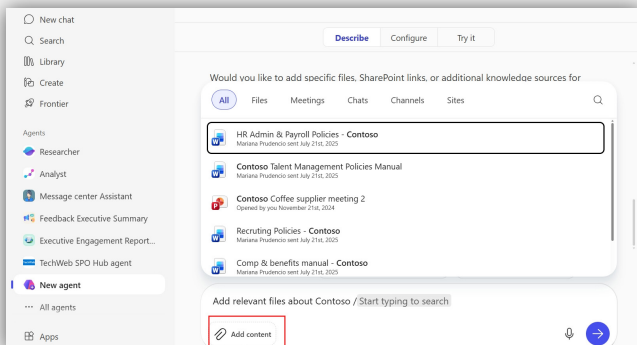 New chat
Search
Library
Create
Frontier
Agents
Researcher
Analyst
Message center Assistant
Feedback Executive Summary
Executive Engagement Report...
TechWeb SPO Hub agent
New agent
All agents
Apps
Describe Configure Try it
Would you like to add specific files, SharePoint links, or additional knowledge sources for
All Files Meetings Chats Channels Sites
HR Admin & Payroll Policies - Contoso
Mariana Prudencio sent July 21st, 2025
Contoso Talent Management Policies Manual
Mariana Prudencio sent July 21st, 2025
Contoso Coffee supplier meeting 2
Opened by you November 21st, 2024
Recruting Policies - Contoso
Mariana Prudencio sent July 21st, 2025
Comp & benefits manual - Contoso
Mariana Prudencio sent July 21st, 2025
Add relevant files about Contoso / Start typing to search
Add content